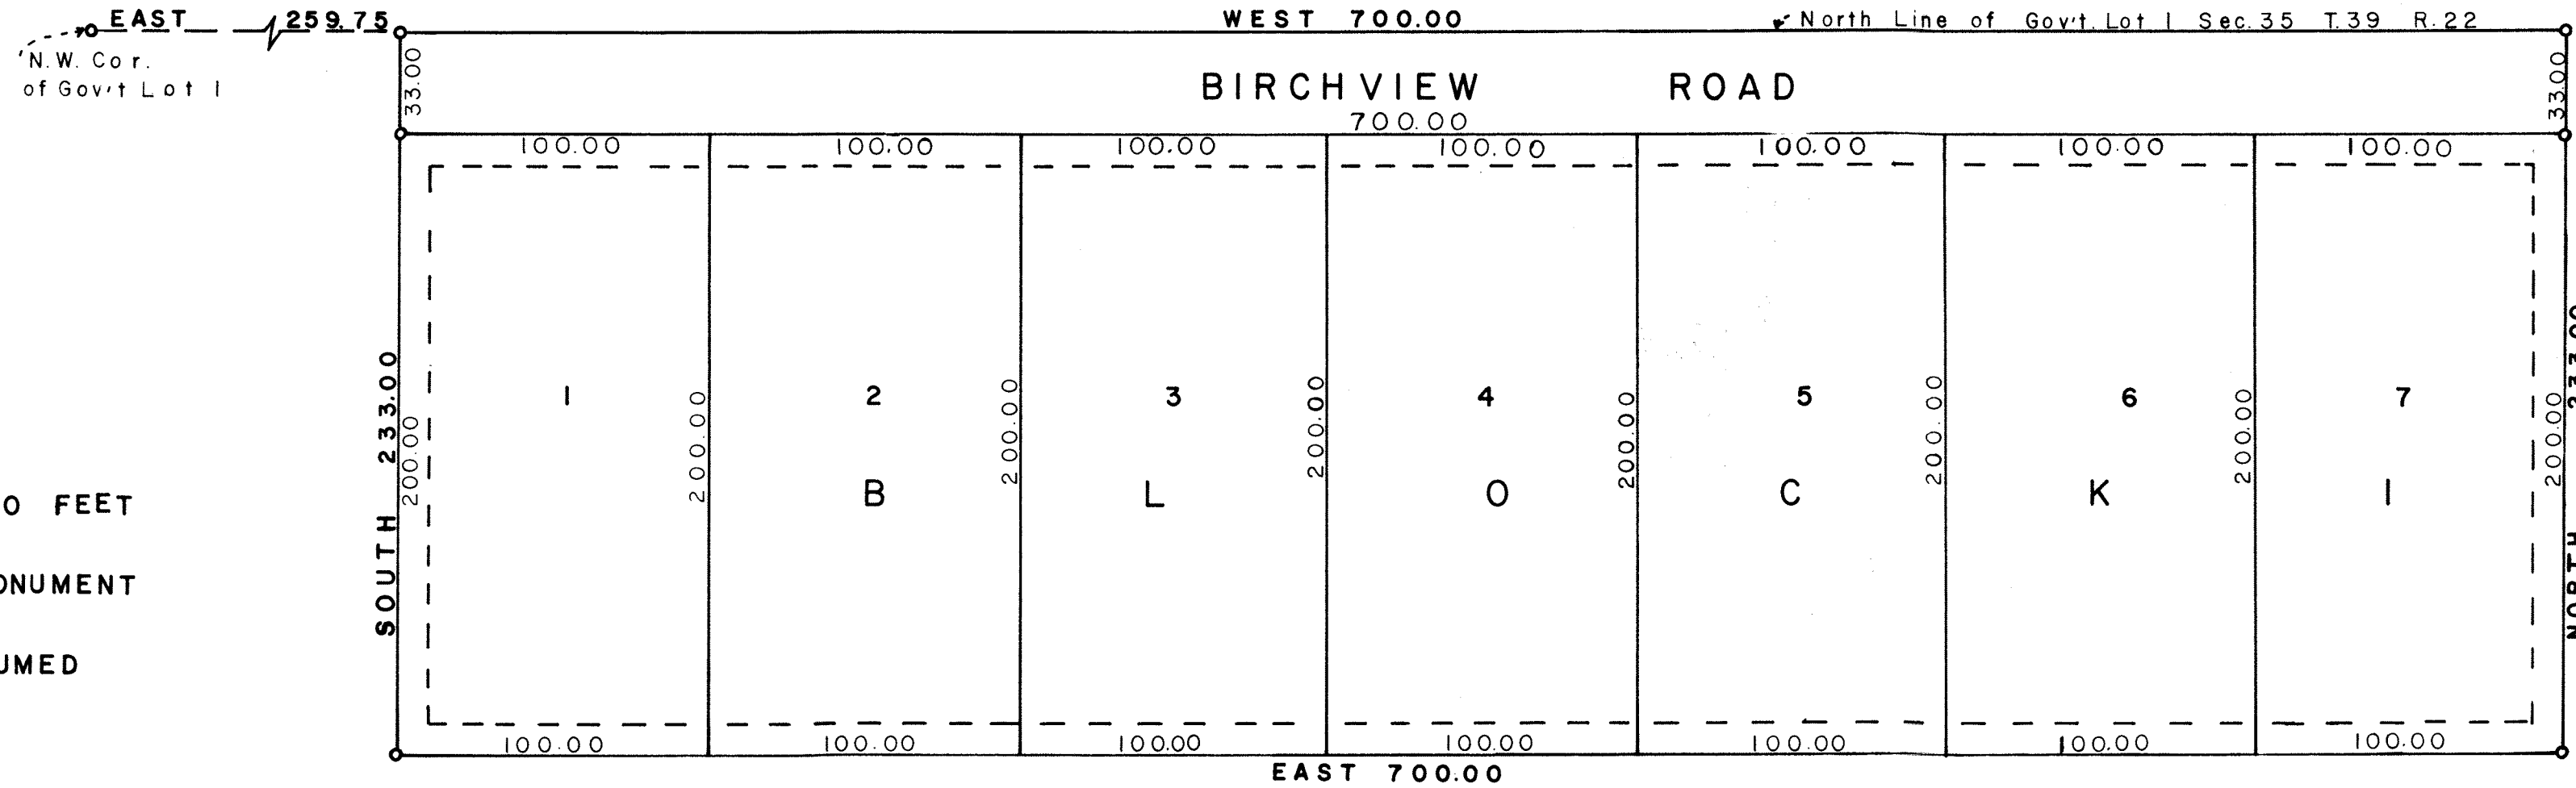 EAST 259.75 WEST 700.00 North Line of Gov't. Lot 1 Sec. 35 T.39 R.22
N.W. Cor.
of Gov't Lot 1
33.00
33.00
BIRCHVIEW ROAD
700.00
100.00 100.00 100.00 100.00 100.00 100.00 100.00
1 2 3 4 5 6 7
SOUTH 233.00
200.00 200.00 200.00 200.00 200.00 200.00 200.00 200.00
NORTH 233.00
B L O C K 1
O FEET
ONUMENT
UMED
100.00 100.00 100.00 100.00 100.00 100.00 100.00
EAST 700.00